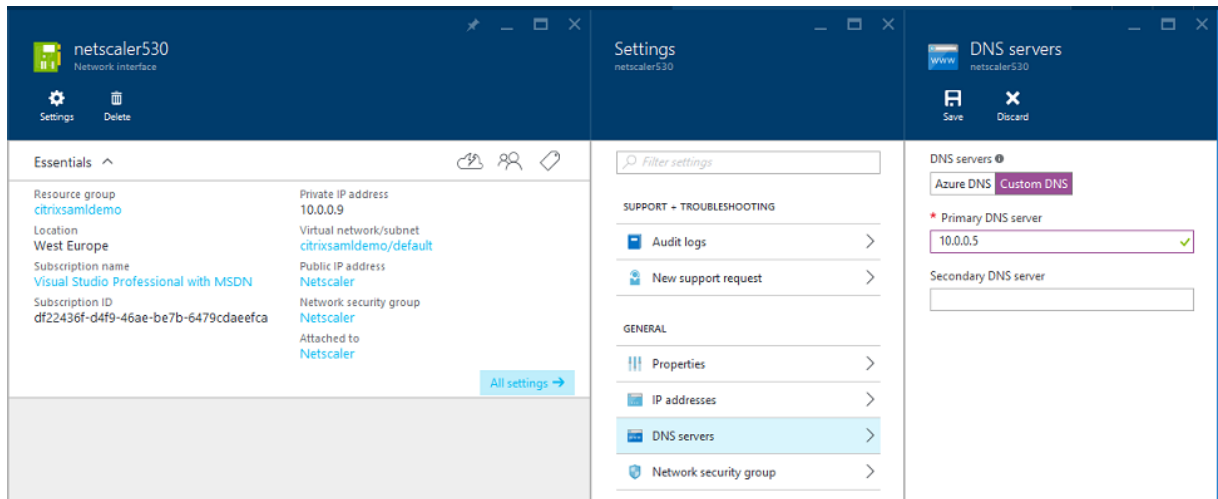 netscaler530
Network interface
Settings
Delete
Essentials
Resource group
citrixsamldemo
Location
West Europe
Subscription name
Visual Studio Professional with MSDN
Subscription ID
df22436f-d4f9-46ae-be7b-6479cdaeefca
Private IP address
10.0.0.9
Virtual network/subnet
citrixsamldemo/default
Public IP address
Netscaler
Network security group
Netscaler
Attached to
Netscaler
All settings →
Settings
netscaler530
Filter settings
SUPPORT + TROUBLESHOOTING
Audit logs
New support request
GENERAL
Properties
IP addresses
DNS servers
Network security group
www
DNS servers
netscaler530
Save
Discard
DNS servers
Azure DNS Custom DNS
* Primary DNS server
10.0.0.5
Secondary DNS server